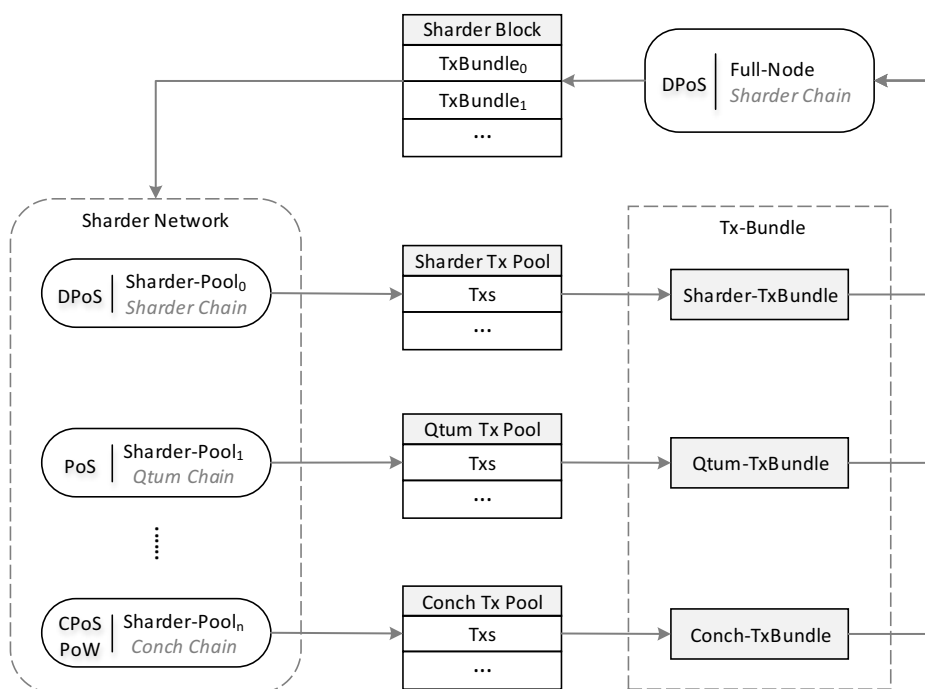 Sharder Block
TxBundle₀
TxBundle₁
...
DPoS
Full-Node
Sharder Chain
Sharder Network
DPoS
Sharder-Pool₀
Sharder Chain
PoS
Sharder-Pool₁
Qtum Chain
......
CPoS
PoW
Sharder-Poolₙ
Conch Chain
Sharder Tx Pool
Txs
...
Qtum Tx Pool
Txs
...
Conch Tx Pool
Txs
...
Tx-Bundle
Sharder-TxBundle
Qtum-TxBundle
Conch-TxBundle